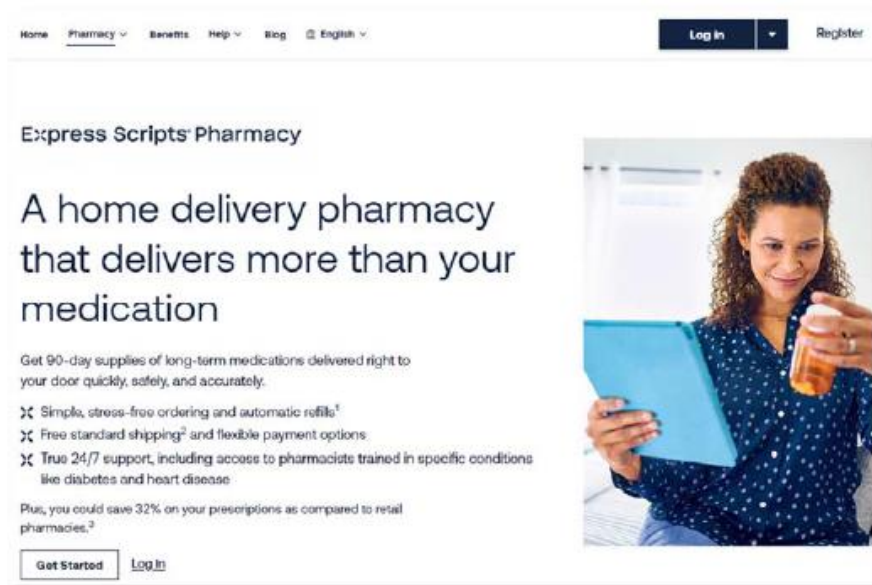 Home Pharmacy Benefits Help Blog English Log in Register
Express Scripts® Pharmacy
A home delivery pharmacy
that delivers more than your
medication
Get 90-day supplies of long-term medications delivered right to
your door quickly, safely, and accurately.
Simple, stress-free ordering and automatic refills¹
Free standard shipping² and flexible payment options
True 24/7 support, including access to pharmacists trained in specific conditions
like diabetes and heart disease
Plus, you could save 32% on your prescriptions as compared to retail
pharmacies.³
Get Started Log In